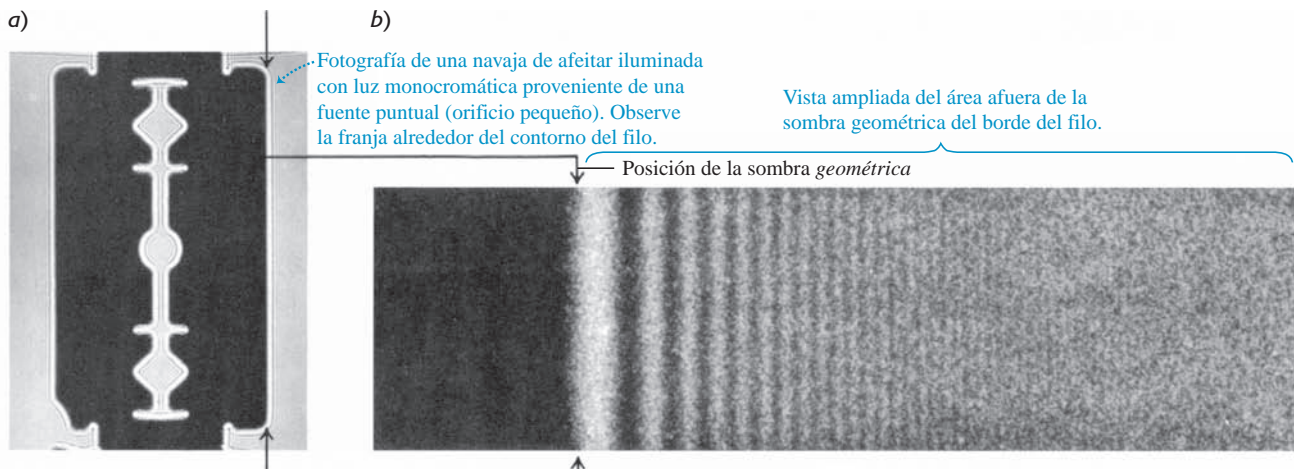 a)
b)
Fotografía de una navaja de afeitar iluminada
con luz monocromática proveniente de una
fuente puntual (orificio pequeño). Observe
la franja alrededor del contorno del filo.
Vista ampliada del área afuera de la
sombra geométrica del borde del filo.
Posición de la sombra geométrica